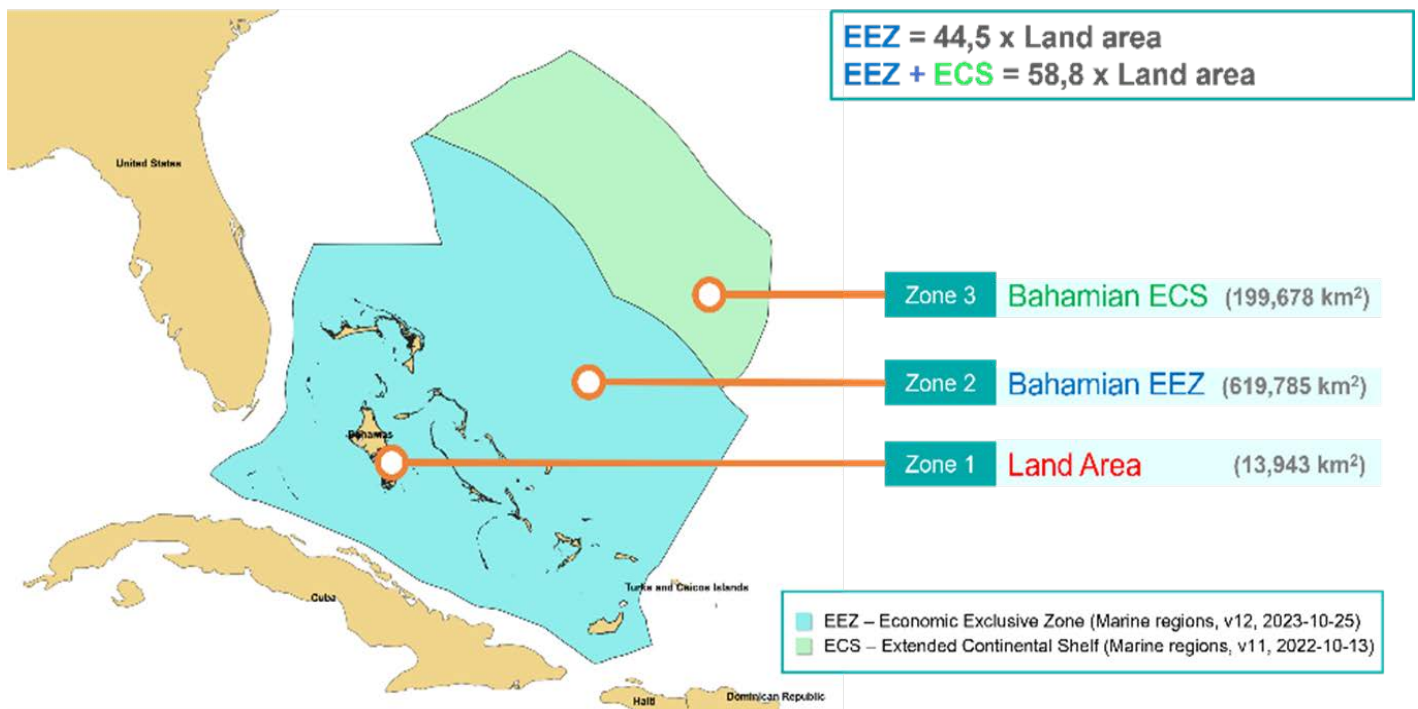 EEZ = 44,5 x Land area
EEZ + ECS = 58,8 x Land area
United States
Zone 3 Bahamian ECS (199,678 km²)
Zone 2 Bahamian EEZ (619,785 km²)
Bahamas
Zone 1 Land Area (13,943 km²)
Turks and Caicos Islands
Cuba
EEZ – Economic Exclusive Zone (Marine regions, v12, 2023-10-25)
ECS – Extended Continental Shelf (Marine regions, v11, 2022-10-13)
Haiti
Dominican Republic